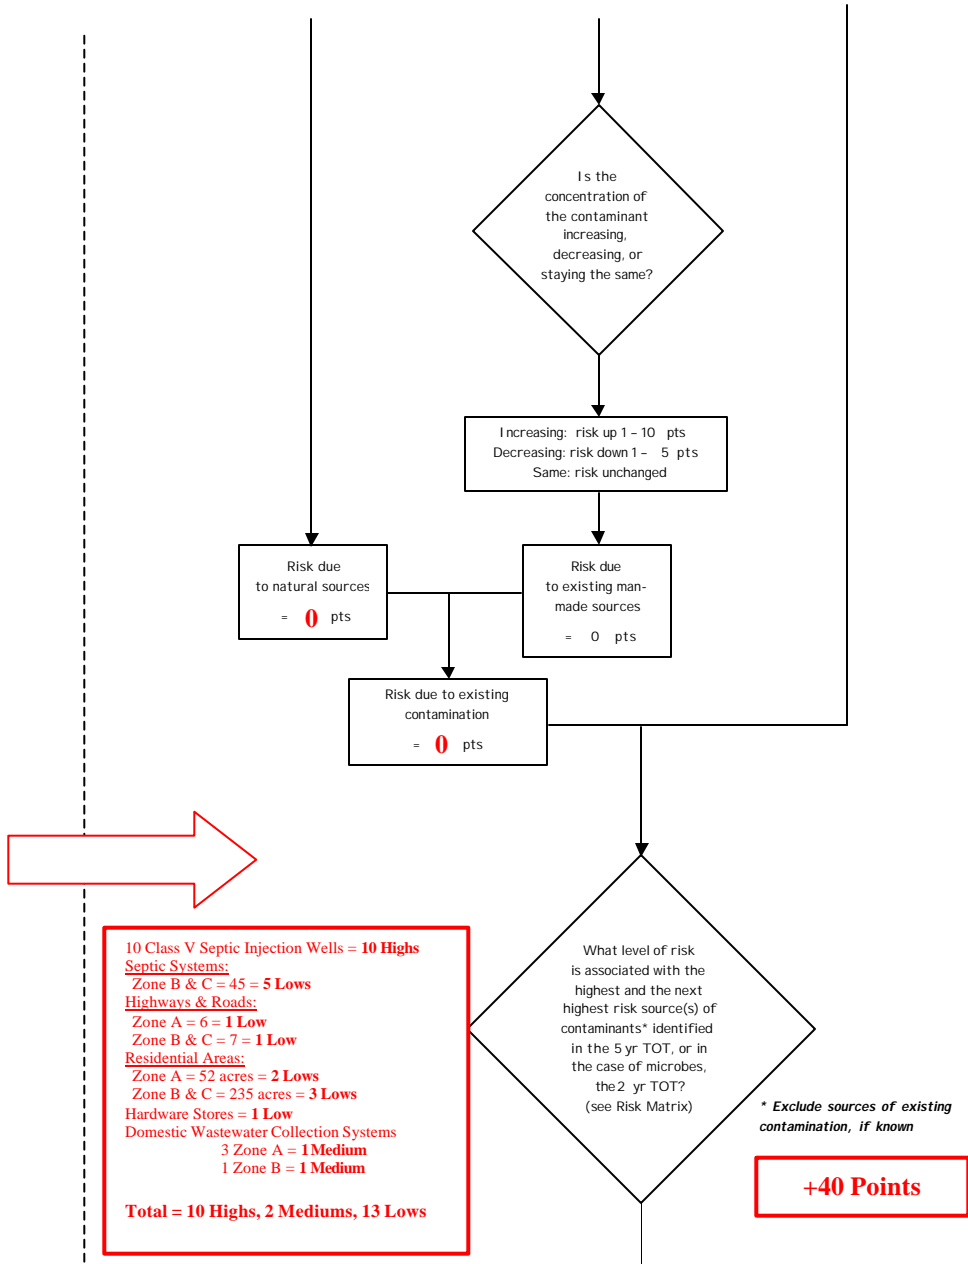 Is the
concentration of
the contaminant
increasing,
decreasing, or
staying the same?
Increasing: risk up 1 – 10 pts
Decreasing: risk down 1 – 5 pts
Same: risk unchanged
Risk due
to natural sources
= 0 pts
Risk due
to existing man-
made sources
= 0 pts
Risk due to existing
contamination
= 0 pts
10 Class V Septic Injection Wells = 10 Highs
Septic Systems:
Zone B & C = 45 = 5 Lows
Highways & Roads:
Zone A = 6 = 1 Low
Zone B & C = 7 = 1 Low
Residential Areas:
Zone A = 52 acres = 2 Lows
Zone B & C = 235 acres = 3 Lows
Hardware Stores = 1 Low
Domestic Wastewater Collection Systems
3 Zone A = 1 Medium
1 Zone B = 1 Medium
Total = 10 Highs, 2 Mediums, 13 Lows
What level of risk
is associated with the
highest and the next
highest risk source(s) of
contaminants* identified
in the 5 yr TOT, or in
the case of microbes,
the 2 yr TOT?
(see Risk Matrix)
* Exclude sources of existing
contamination, if known
+40 Points